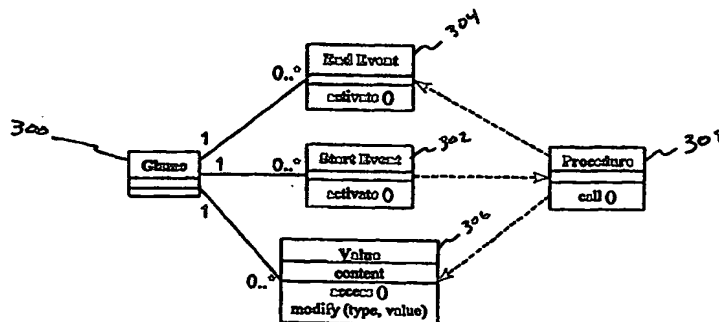 304
End Event
0..*
activate ()
300
1
302
308
1
0..*
Start Event
Procedure
activate ()
call ()
1
306
Value
content
0..*
access ()
modify (type, value)